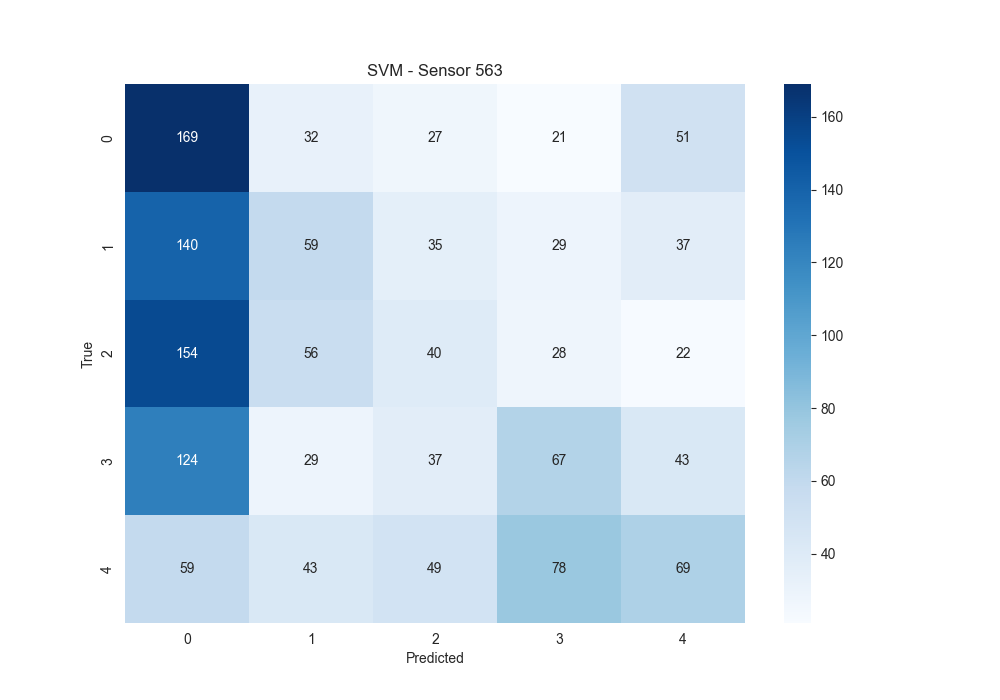 SVM - Sensor 563
0 169 32 27 21 51
1 140 59 35 29 37
True
2 154 56 40 28 22
3 124 29 37 67 43
4 59 43 49 78 69
0 1 2 3 4
Predicted
160
140
120
100
80
60
40